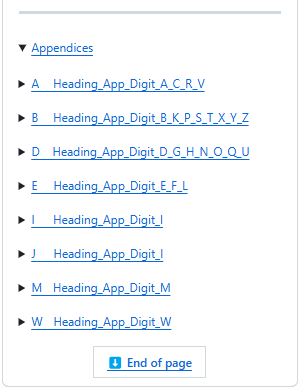 Appendices
A Heading_App_Digit_A_C_R_V
B Heading_App_Digit_B_K_P_S_T_X_Y_Z
D Heading_App_Digit_D_G_H_N_O_Q_U
E Heading_App_Digit_E_F_L
I Heading_App_Digit_I
J Heading_App_Digit_I
M Heading_App_Digit_M
W Heading_App_Digit_W
End of page